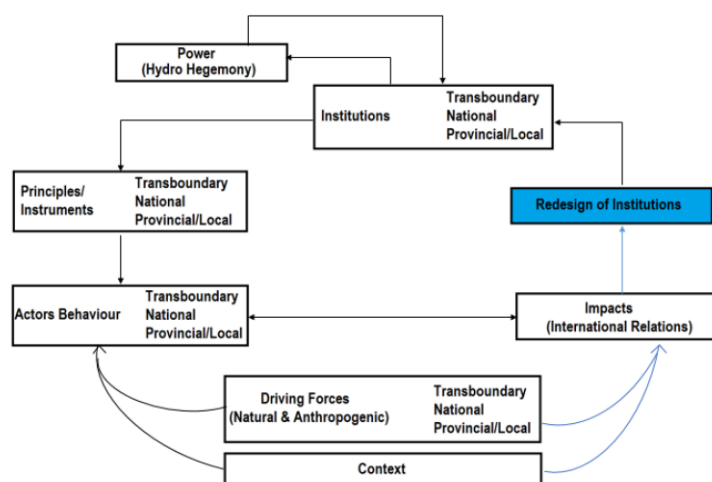 Power
(Hydro Hegemony)
Institutions
Transboundary
National
Provincial/Local
Principles/
Instruments
Transboundary
National
Provincial/Local
Redesign of Institutions
Actors Behaviour
Transboundary
National
Provincial/Local
Impacts
(International Relations)
Driving Forces
(Natural & Anthropogenic)
Transboundary
National
Provincial/Local
Context